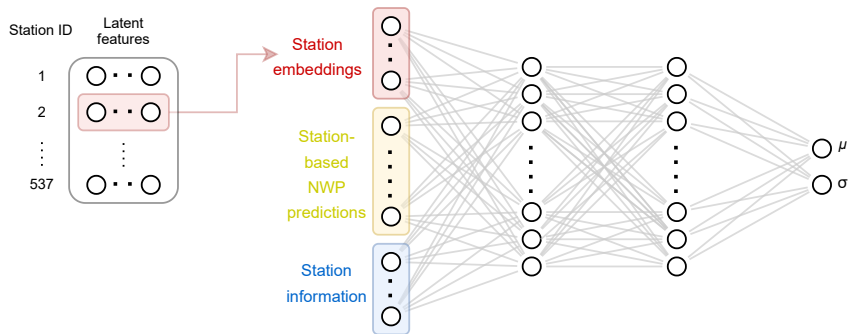 Station ID
Latent
features
1
2
537
Station
embeddings
Station-
based
NWP
predictions
Station
information
μ
σ